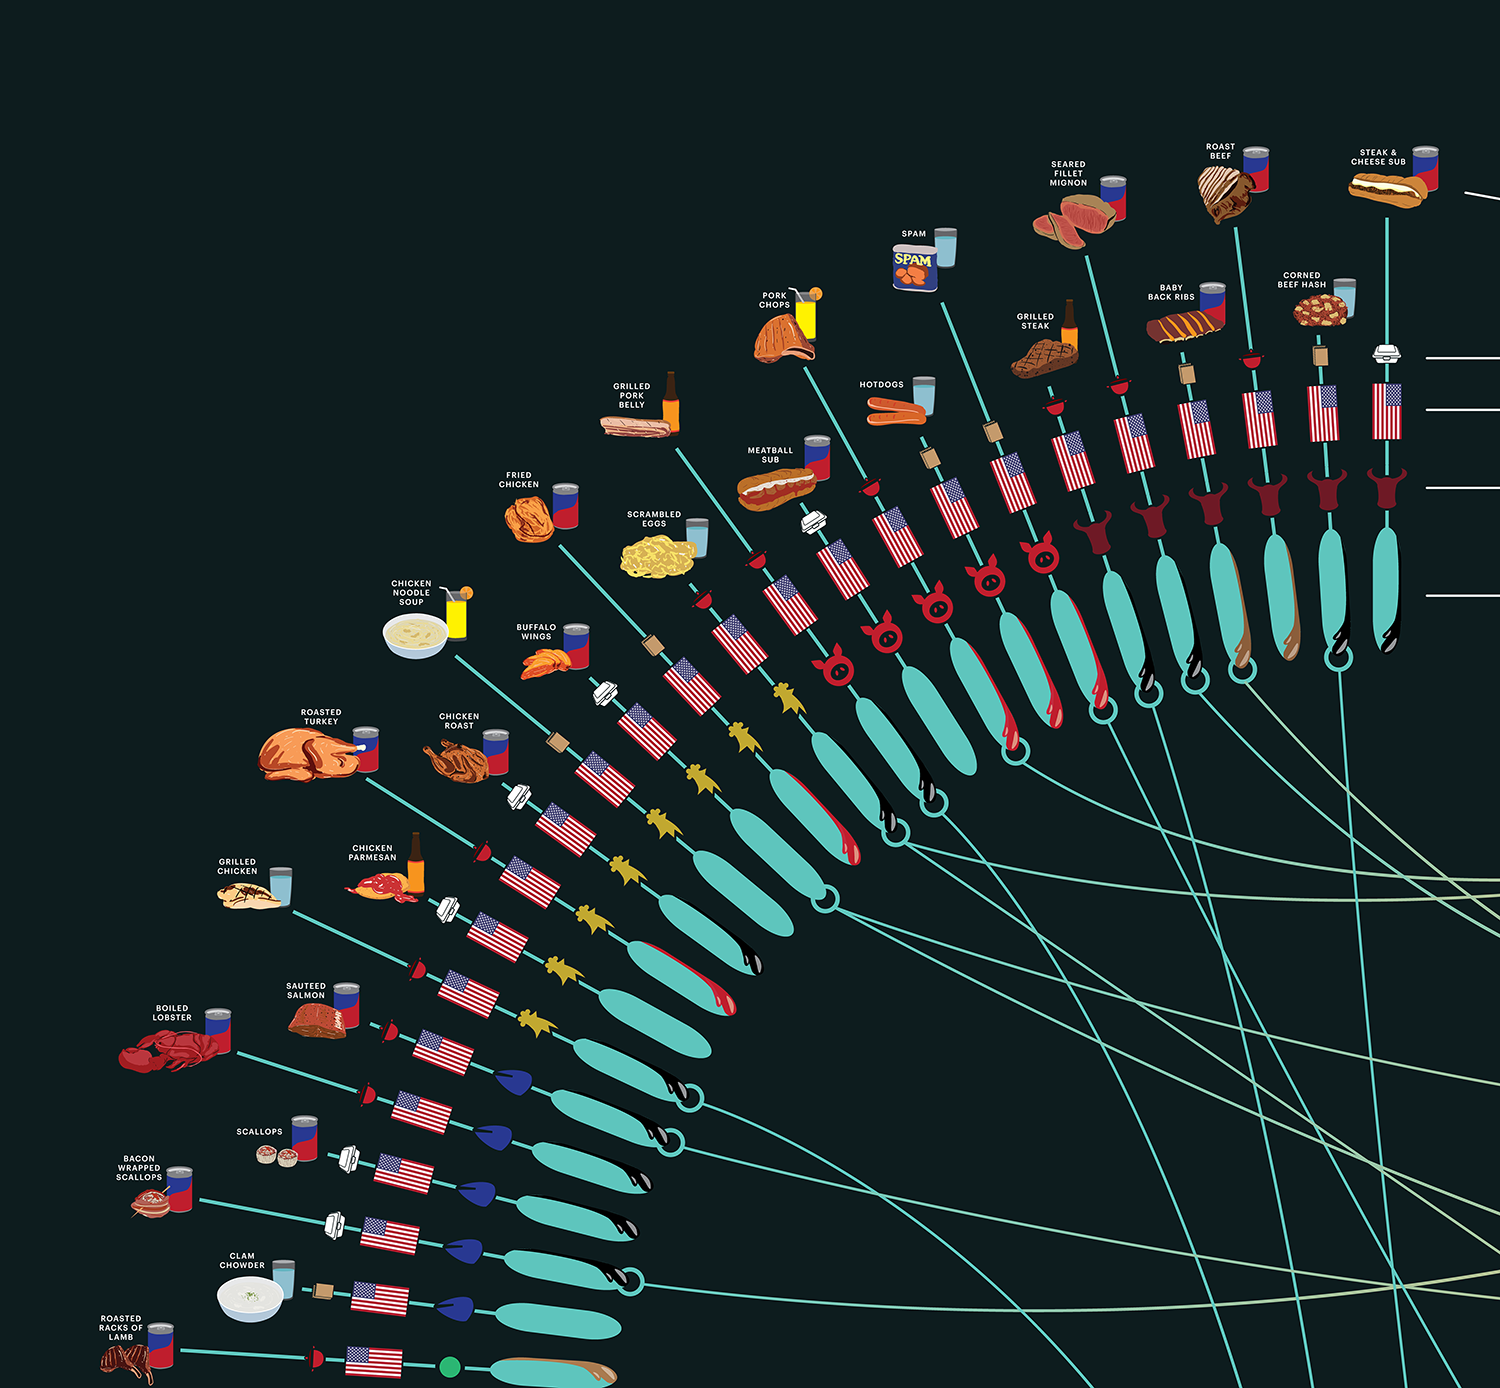 ROAST
BEEF
STEAK &
CHEESE SUB
SEARED
FILLET
MIGNON
SPAM
SPAM
CORNED
BEEF HASH
BABY
BACK RIBS
PORK
CHOPS
GRILLED
STEAK
HOTDOGS
GRILLED
PORK
BELLY
MEATBALL
SUB
FRIED
CHICKEN
SCRAMBLED
EGGS
CHICKEN
NOODLE
SOUP
BUFFALO
WINGS
ROASTED
TURKEY
CHICKEN
ROAST
CHICKEN
PARMESAN
GRILLED
CHICKEN
SAUTEED
SALMON
BOILED
LOBSTER
SCALLOPS
BACON
WRAPPED
SCALLOPS
CLAM
CHOWDER
ROASTED
RACKS OF
LAMB